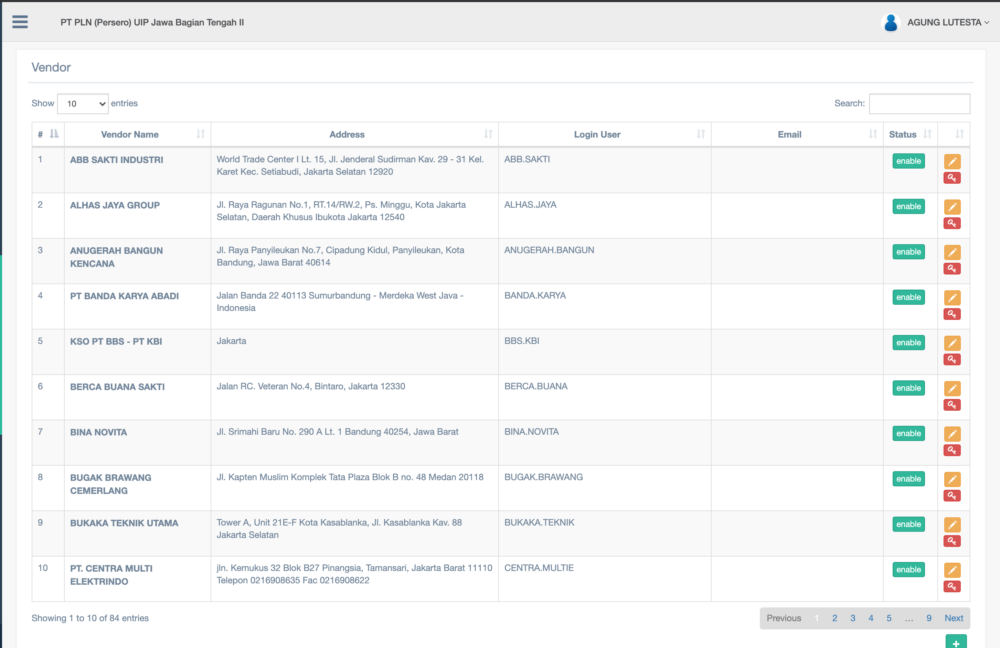 PT PLN (Persero) UIP Jawa Bagian Tengah II
AGUNG LUTESTA
Vendor
Show 10 entries
Search:
# Vendor Name Address Login User Email Status
1 ABB SAKTI INDUSTRI World Trade Center I Lt. 15, Jl. Jenderal Sudirman Kav. 29 - 31 Kel. ABB.SAKTI enable
Karet Kec. Setiabudi, Jakarta Selatan 12920
2 ALHAS JAYA GROUP Jl. Raya Ragunan No.1, RT.14/RW.2, Ps. Minggu, Kota Jakarta ALHAS.JAYA enable
Selatan, Daerah Khusus Ibukota Jakarta 12540
3 ANUGERAH BANGUN Jl. Raya Panyileukan No.7, Cipadung Kidul, Panyileukan, Kota ANUGERAH.BANGUN enable
KENCANA Bandung, Jawa Barat 40614
4 PT BANDA KARYA ABADI Jalan Banda 22 40113 Sumurbandung - Merdeka West Java - BANDA.KARYA enable
Indonesia
5 KSO PT BBS - PT KBI Jakarta BBS.KBI enable
6 BERCA BUANA SAKTI Jalan RC. Veteran No.4, Bintaro, Jakarta 12330 BERCA.BUANA enable
7 BINA NOVITA Jl. Srimahi Baru No. 290 A Lt. 1 Bandung 40254, Jawa Barat BINA.NOVITA enable
8 BUGAK BRAWANG Jl. Kapten Muslim Komplek Tata Plaza Blok B no. 48 Medan 20118 BUGAK.BRAWANG enable
CEMERLANG
9 BUKAKA TEKNIK UTAMA Tower A, Unit 21E-F Kota Kasablanka, Jl. Kasablanka Kav. 88 BUKAKA.TEKNIK enable
Jakarta Selatan
10 PT. CENTRA MULTI jln. Kemukus 32 Blok B27 Pinangsia, Tamansari, Jakarta Barat 11110 CENTRA.MULTIE enable
ELEKTRINDO Telepon 0216908635 Fac 0216908622
Showing 1 to 10 of 84 entries
Previous 1 2 3 4 5 ... 9 Next
+